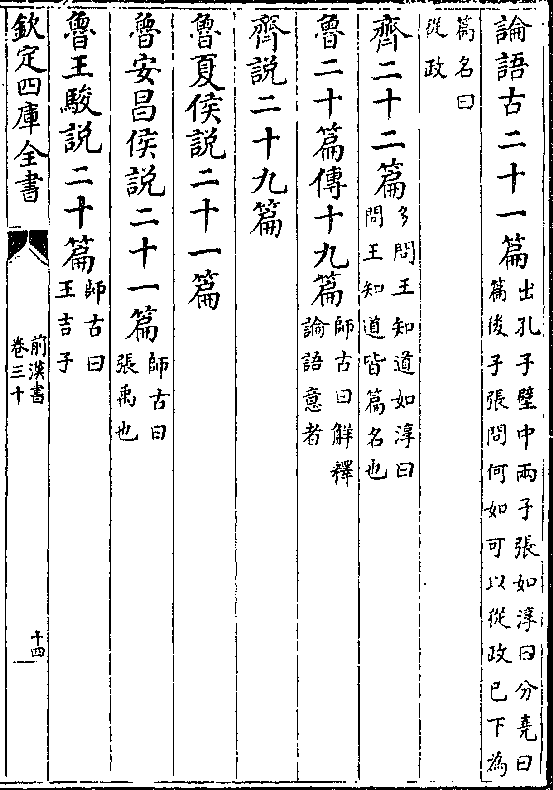 論語古二十一篇出孔子壁中兩子張如淳曰分堯曰篇後子張問何如可以從政已下為
篇名曰從政
齊二十二篇多問王知道如淳曰問王知道皆篇名也
魯二十篇傳十九篇師古曰解釋論語意者
齊說二十九篇
魯夏侯說二十一篇
魯安昌侯說二十一篇師古曰張禹也
魯王駿說二十篇師古曰王吉子
欽定四庫全書
前漢書
卷三十
十四